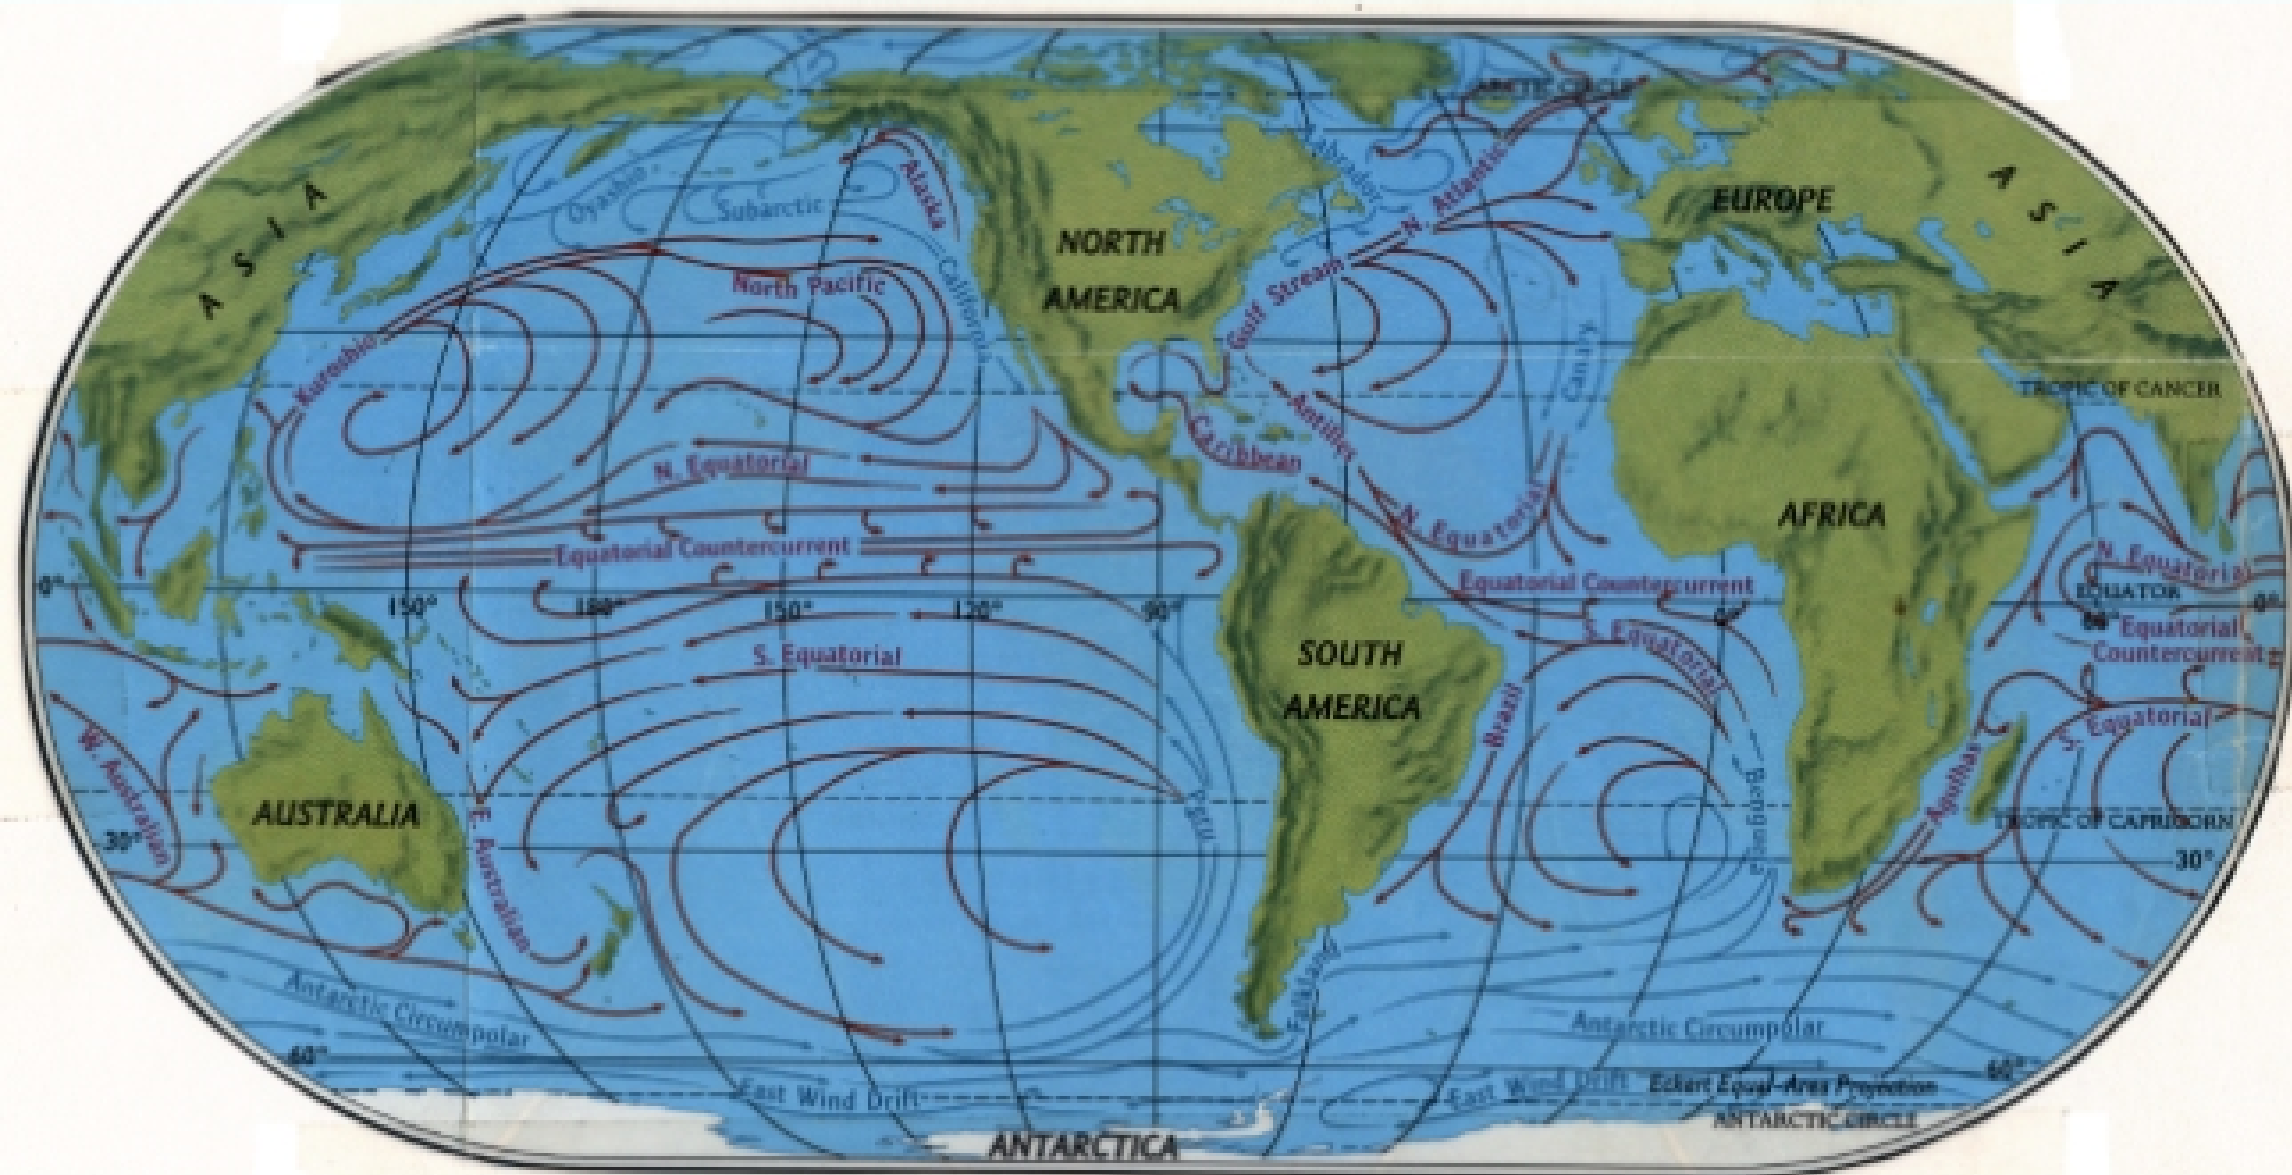 ARCTIC CIRCLE
Labrador
Alaska
N. Atlantic
Oyashio
Subarctic
ASIA
EUROPE
ASIA
NORTH
AMERICA
California
North Pacific
Gulf Stream
Kuroshio
Canary
TROPIC OF CANCER
Antilles
Caribbean
N. Equatorial
N. Equatorial
AFRICA
Equatorial Countercurrent
N. Equatorial
Equatorial Countercurrent
EQUATOR
0°
150°
180°
150°
120°
90°
0°
60°
0°
Equatorial
Countercurrent
S. Equatorial
S. Equatorial
SOUTH
AMERICA
Brazil
S. Equatorial
W. Australian
Agulhas
Benguela
Peru
AUSTRALIA
E. Australian
TROPIC OF CAPRICORN
30°
30°
Falkland
Antarctic Circumpolar
Antarctic Circumpolar
60°
60°
East Wind Drift
East Wind Drift
Eckert Equal-Area Projection
ANTARCTIC CIRCLE
ANTARCTICA